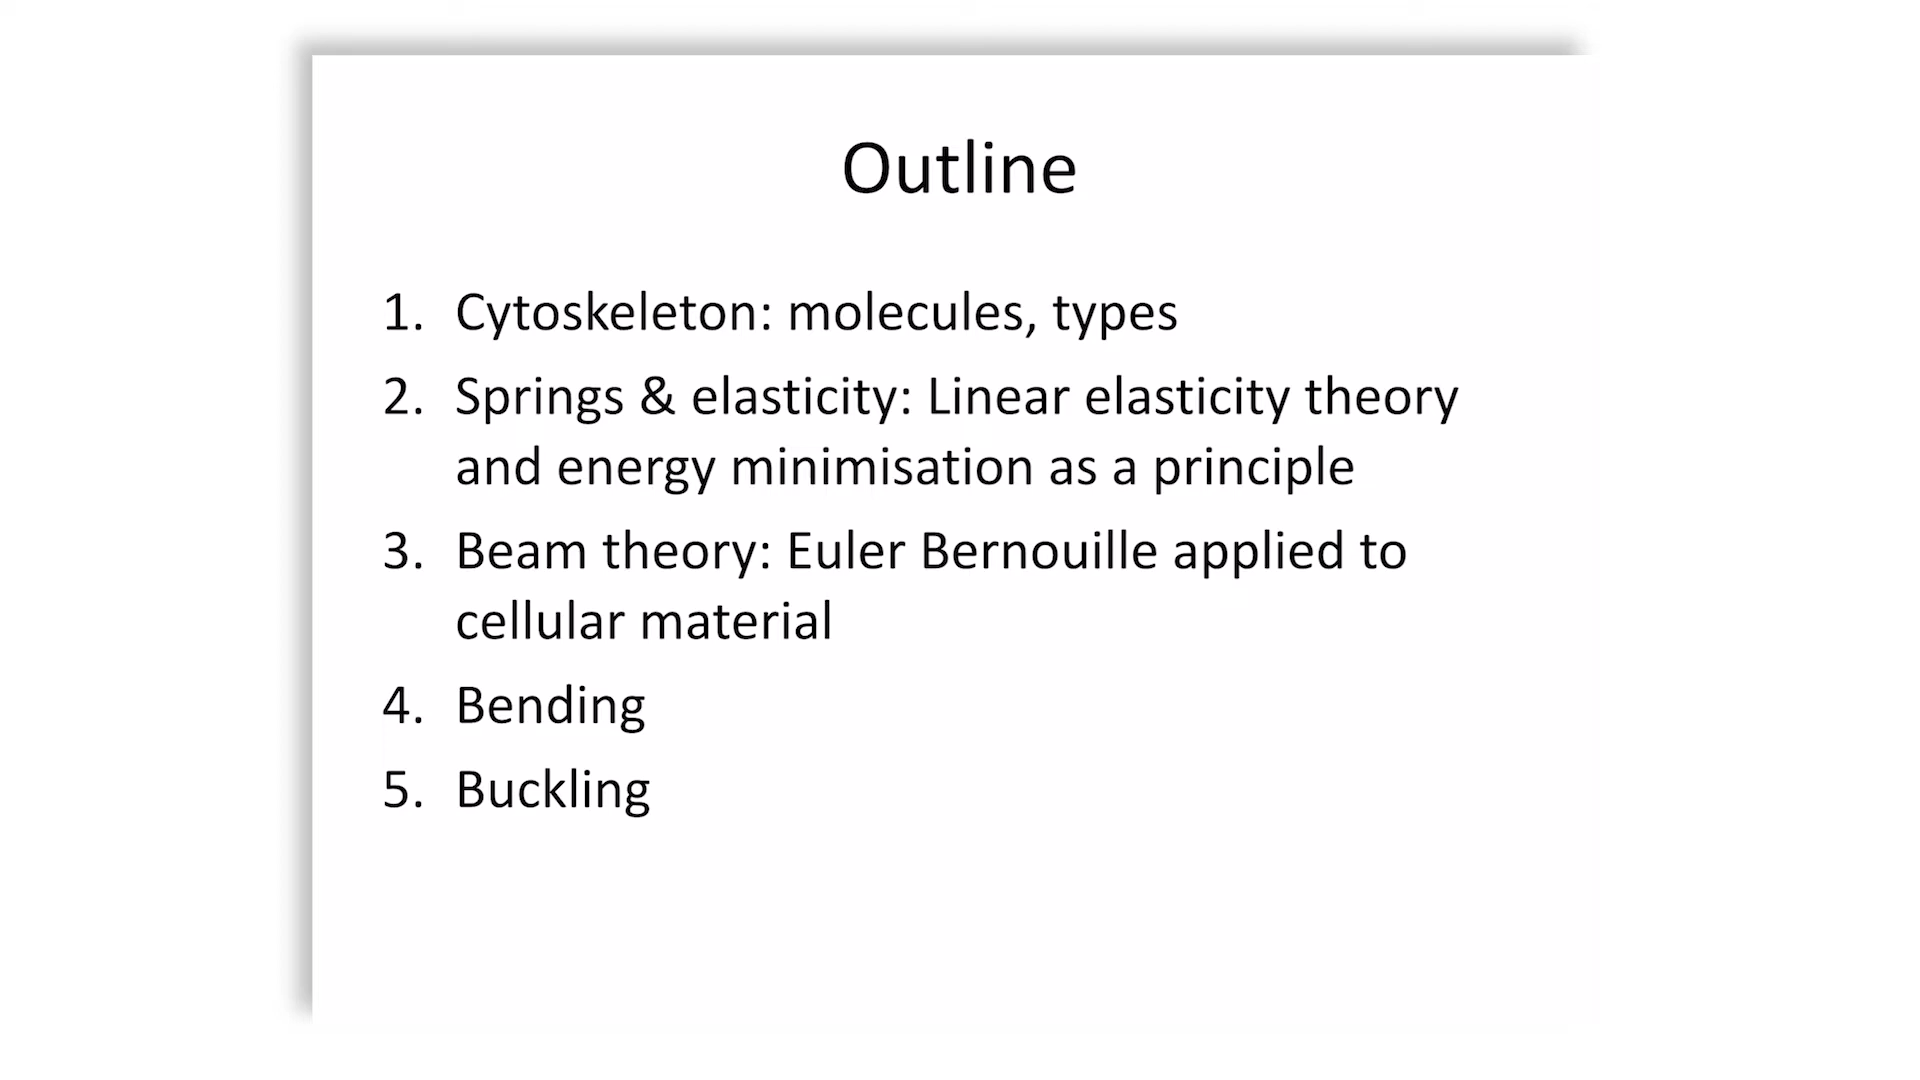 Outline
1. Cytoskeleton: molecules, types
2. Springs & elasticity: Linear elasticity theory
and energy minimisation as a principle
3. Beam theory: Euler Bernouille applied to
cellular material
4. Bending
5. Buckling